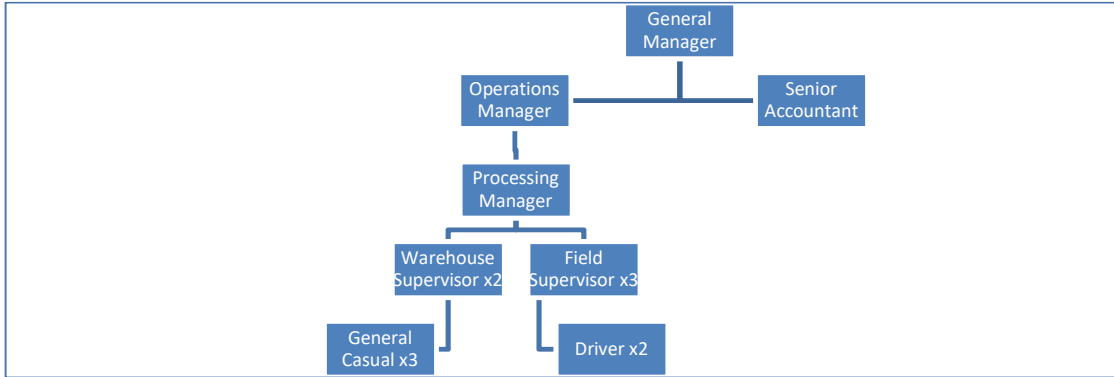 General
Manager
Operations
Manager
Senior
Accountant
Processing
Manager
Warehouse
Supervisor x2
Field
Supervisor x3
General
Casual x3
Driver x2